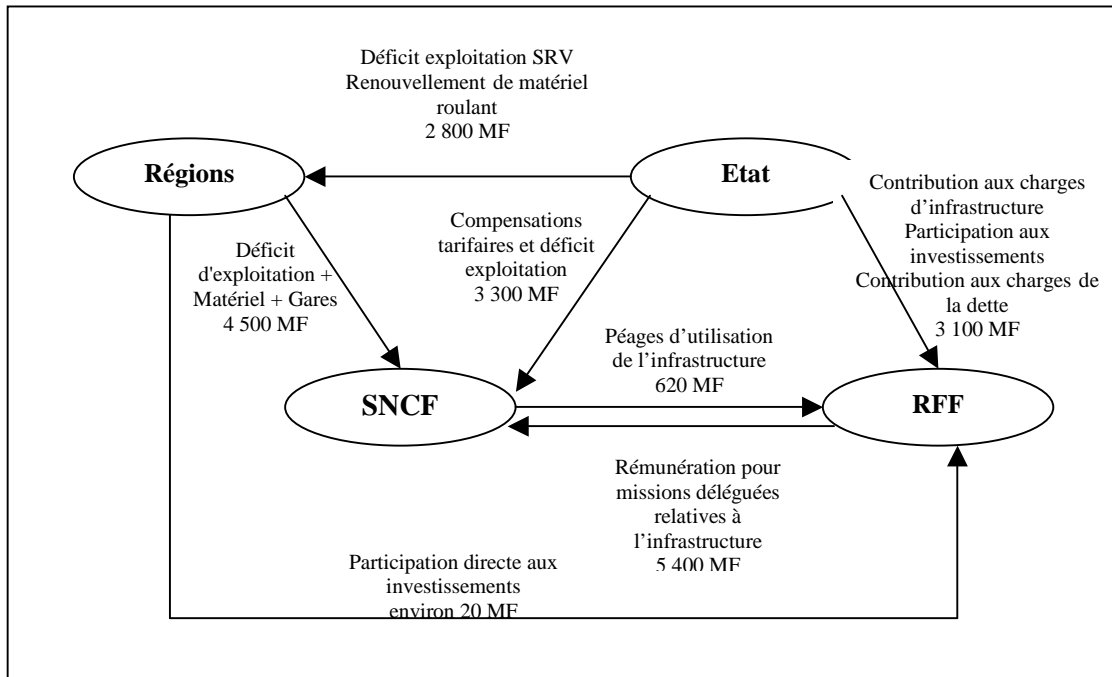 Déficit exploitation SRV
Renouvellement de matériel
roulant
2 800 MF
Régions
Etat
Contribution aux charges
d’infrastructure
Participation aux
investissements
Contribution aux charges de
la dette
3 100 MF
Compensations
tarifaires et déficit
exploitation
3 300 MF
Déficit
d'exploitation +
Matériel + Gares
4 500 MF
Péages d’utilisation
de l’infrastructure
620 MF
SNCF
RFF
Rémunération pour
missions déléguées
relatives à
l’infrastructure
5 400 MF
Participation directe aux
investissements
environ 20 MF